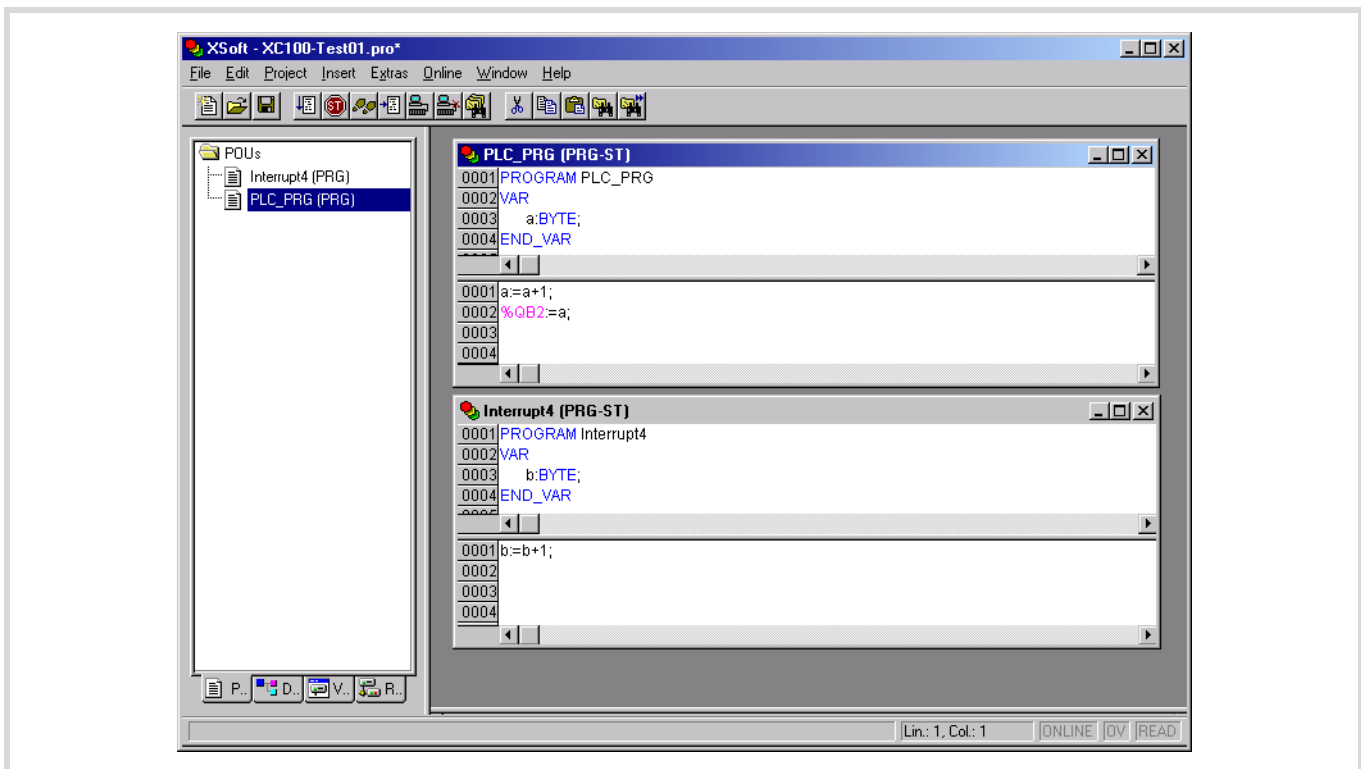 XSoft - XC100-Test01.pro*
File Edit Project Insert Extras Online Window Help
POUs
Interrupt4 (PRG)
PLC_PRG (PRG)
P.. D.. V.. R..
PLC_PRG (PRG-ST)
0001 PROGRAM PLC_PRG
0002 VAR
0003 a:BYTE;
0004 END_VAR
0001 a:=a+1;
0002 %QB2:=a;
0003
0004
Interrupt4 (PRG-ST)
0001 PROGRAM Interrupt4
0002 VAR
0003 b:BYTE;
0004 END_VAR
0001 b:=b+1;
0002
0003
0004
Lin.: 1, Col.: 1 ONLINE OV READ